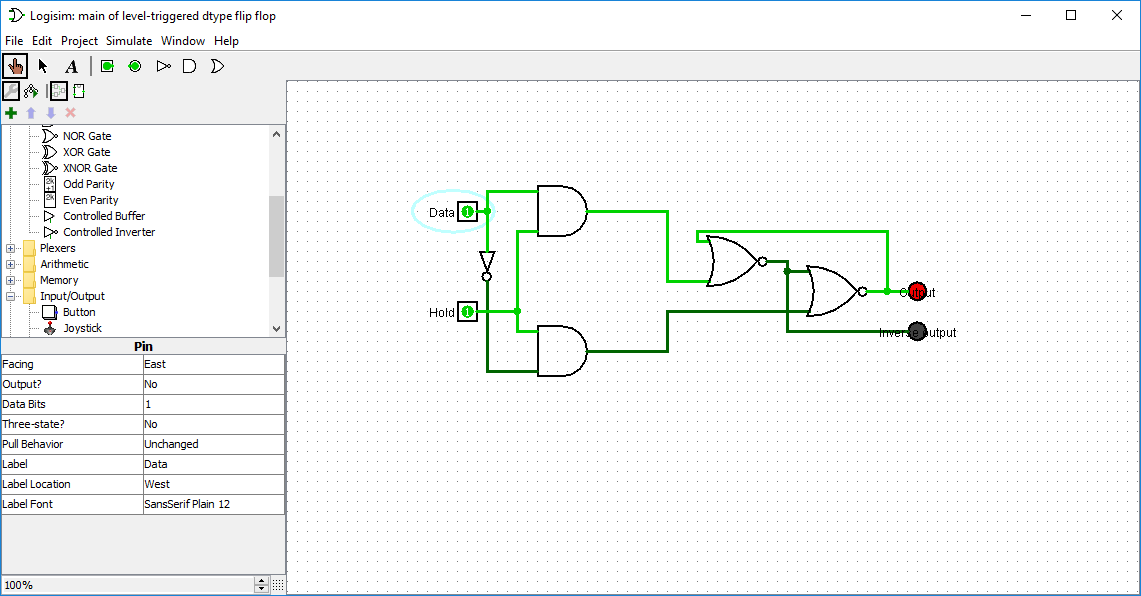 Logisim: main of level-triggered dtype flip flop
File Edit Project Simulate Window Help
NOR Gate
XOR Gate
XNOR Gate
Odd Parity
Even Parity
Controlled Buffer
Controlled Inverter
Plexers
Arithmetic
Memory
Input/Output
Button
Joystick
Pin
Facing East
Output? No
Data Bits 1
Three-state? No
Pull Behavior Unchanged
Label Data
Label Location West
Label Font SansSerif Plain 12
100%
Data 1
Hold 1
Output
Inverse output